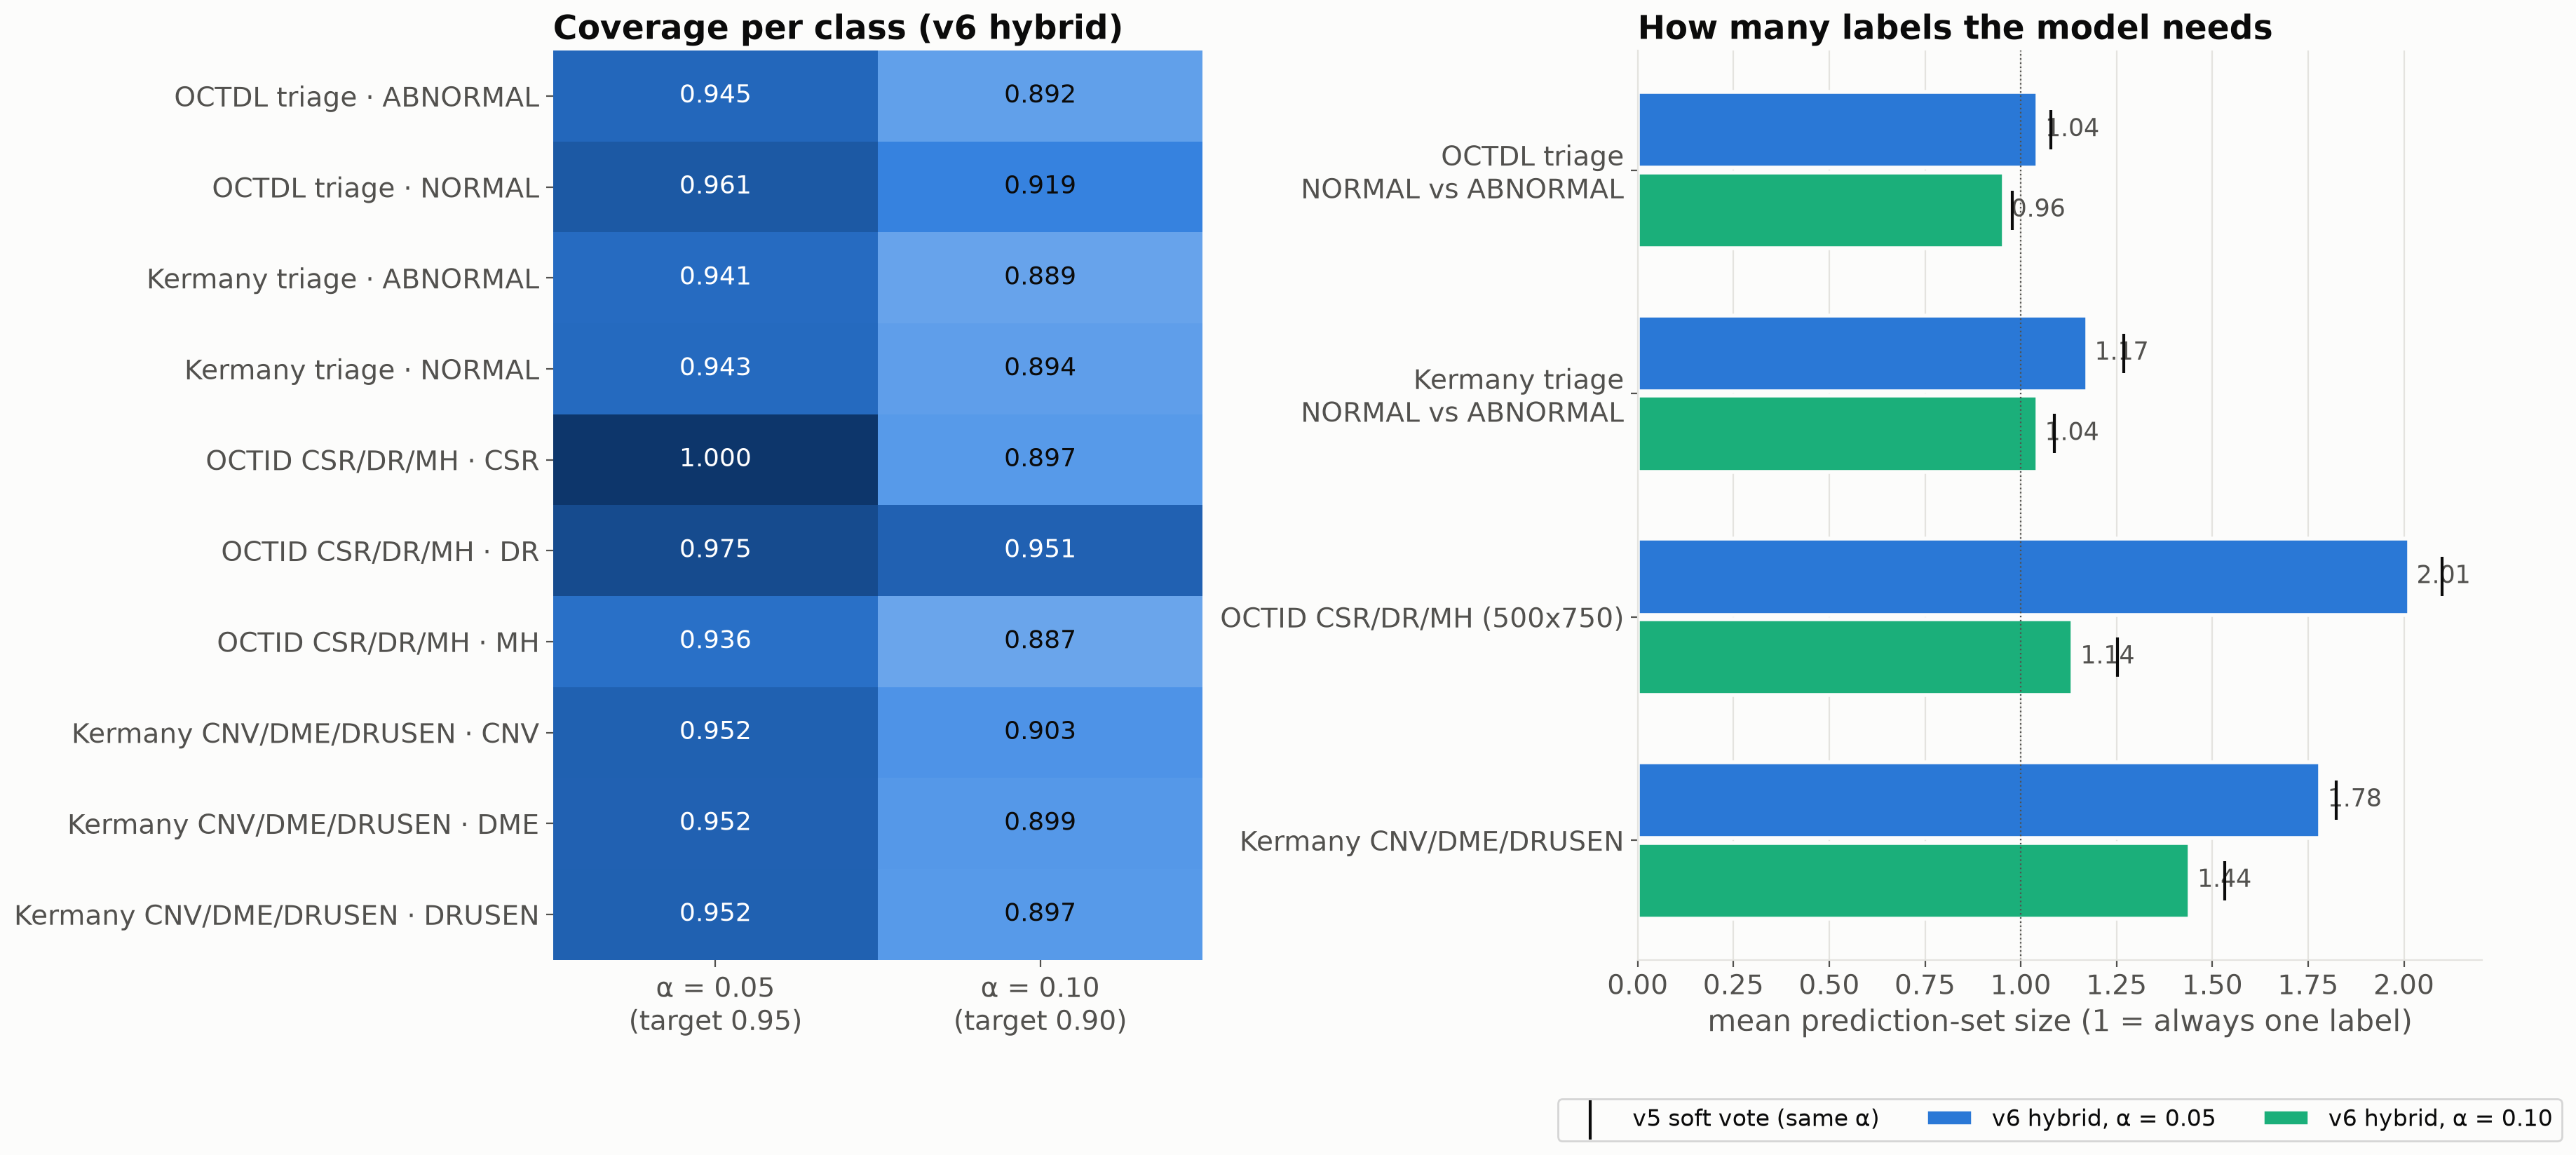 Coverage per class (v6 hybrid)
OCTDL triage · ABNORMAL
0.945
0.892
OCTDL triage · NORMAL
0.961
0.919
Kermany triage · ABNORMAL
0.941
0.889
Kermany triage · NORMAL
0.943
0.894
OCTID CSR/DR/MH · CSR
1.000
0.897
OCTID CSR/DR/MH · DR
0.975
0.951
OCTID CSR/DR/MH · MH
0.936
0.887
Kermany CNV/DME/DRUSEN · CNV
0.952
0.903
Kermany CNV/DME/DRUSEN · DME
0.952
0.899
Kermany CNV/DME/DRUSEN · DRUSEN
0.952
0.897
α = 0.05
(target 0.95)
α = 0.10
(target 0.90)
How many labels the model needs
OCTDL triage
NORMAL vs ABNORMAL
1.04
0.96
Kermany triage
NORMAL vs ABNORMAL
1.17
1.04
OCTID CSR/DR/MH (500x750)
2.01
1.14
Kermany CNV/DME/DRUSEN
1.78
1.44
0.00 0.25 0.50 0.75 1.00 1.25 1.50 1.75 2.00
mean prediction-set size (1 = always one label)
v5 soft vote (same α)
v6 hybrid, α = 0.05
v6 hybrid, α = 0.10